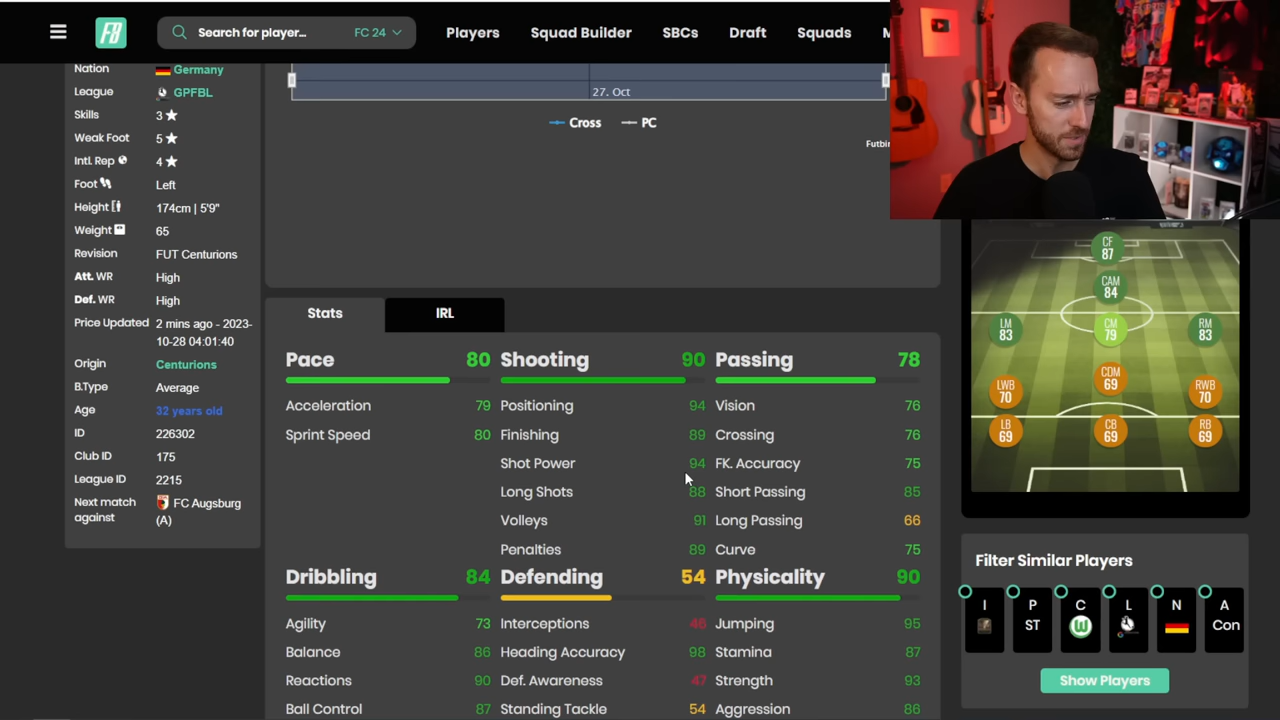 FB
Search for player...
FC 24
Players
Squad Builder
SBCs
Draft
Squads
M
Nation Germany
League GPFBL
Skills 3 ★
Weak Foot 5 ★
Intl. Rep 4 ★
Foot Left
Height 174cm | 5'9"
Weight 65
Revision FUT Centurions
Att. WR High
Def. WR High
Price Updated 2 mins ago - 2023-
10-28 04:01:40
Origin Centurions
B.Type Average
Age 32 years old
ID 226302
Club ID 175
League ID 2215
Next match
against
FC Augsburg
(A)
27. Oct
Cross
PC
Futbin
Stats
IRL
Pace 80
Acceleration 79
Sprint Speed 80
Shooting 90
Positioning 94
Finishing 89
Shot Power 94
Long Shots 88
Volleys 91
Penalties 89
Passing 78
Vision 76
Crossing 76
FK. Accuracy 75
Short Passing 85
Long Passing 66
Curve 75
Dribbling 84
Agility 73
Balance 86
Reactions 90
Ball Control 87
Defending 54
Interceptions 46
Heading Accuracy 98
Def. Awareness 47
Standing Tackle 54
Physicality 90
Jumping 95
Stamina 87
Strength 93
Aggression 86
CF
87
CAM
84
LM
83
CM
79
RM
83
CDM
69
LWB
70
RWB
70
LB
69
CB
69
RB
69
Filter Similar Players
I
P
ST
C
L
N
A
Con
Show Players